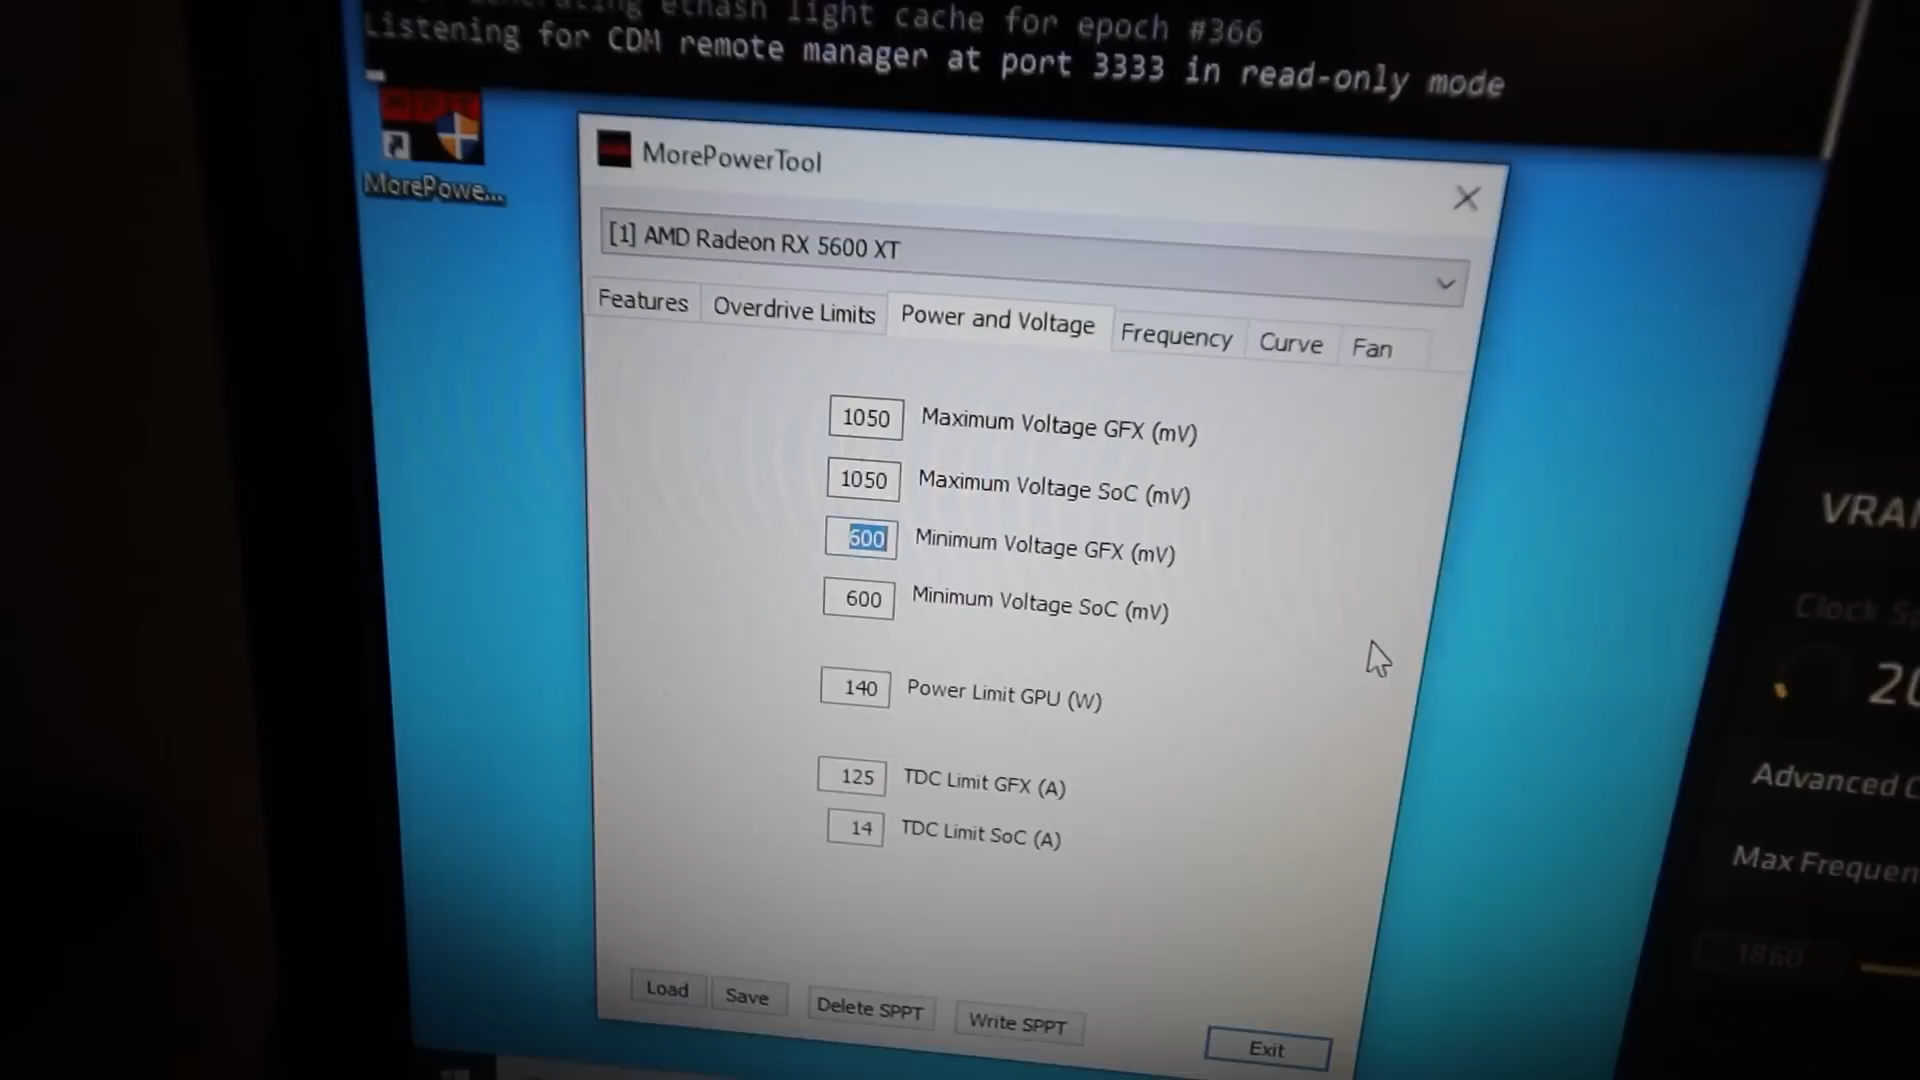 ethash light cache for epoch #366
Listening for CDM remote manager at port 3333 in read-only mode
MorePowe...
MorePowerTool
[1] AMD Radeon RX 5600 XT
Features
Overdrive Limits
Power and Voltage
Frequency
Curve
Fan
1050 Maximum Voltage GFX (mV)
1050 Maximum Voltage SoC (mV)
600 Minimum Voltage GFX (mV)
600 Minimum Voltage SoC (mV)
140 Power Limit GPU (W)
125 TDC Limit GFX (A)
14 TDC Limit SoC (A)
Load
Save
Delete SPPT
Write SPPT
Exit
Clock
20
Advanced
Max
1860